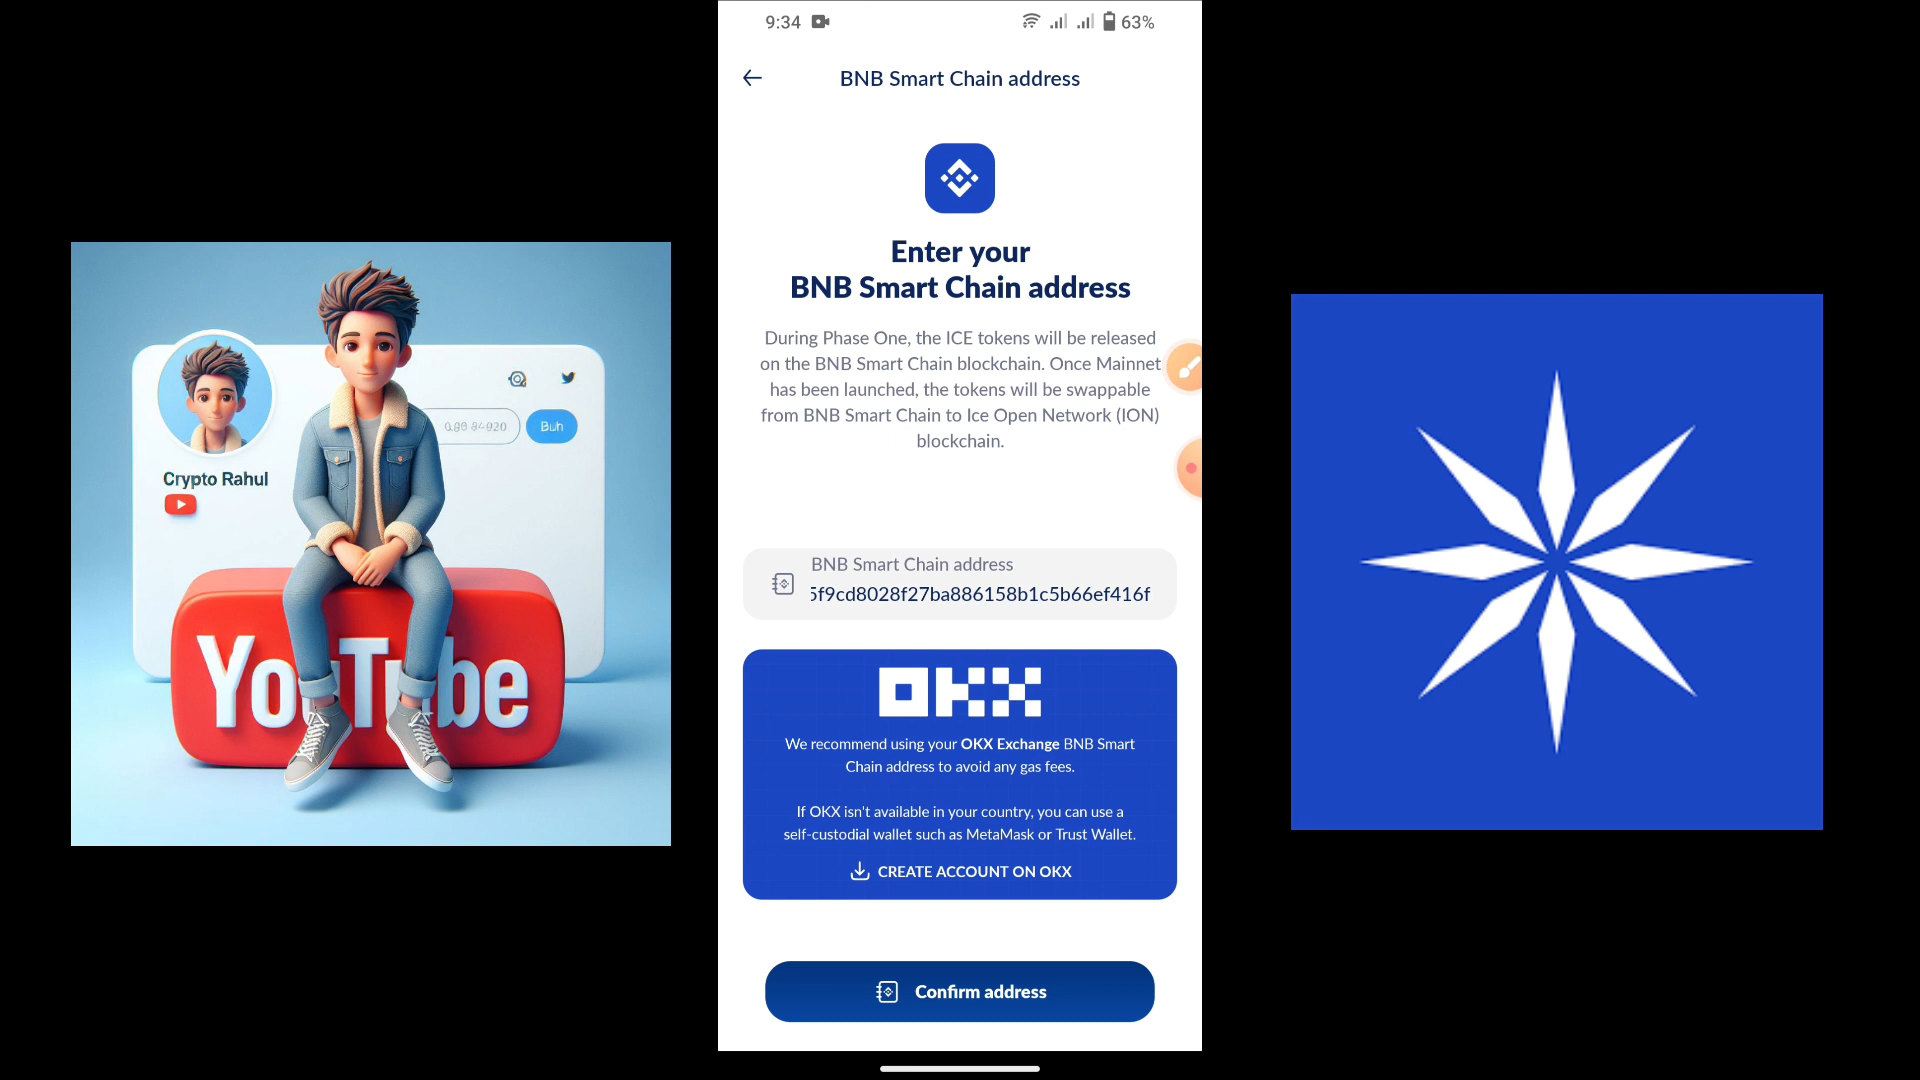 9:34
63%
BNB Smart Chain address
Enter your
BNB Smart Chain address
During Phase One, the ICE tokens will be released
on the BNB Smart Chain blockchain. Once Mainnet
has been launched, the tokens will be swappable
from BNB Smart Chain to Ice Open Network (ION)
blockchain.
BNB Smart Chain address
5f9cd8028f27ba886158b1c5b66ef416f
OKX
We recommend using your OKX Exchange BNB Smart
Chain address to avoid any gas fees.
If OKX isn't available in your country, you can use a
self-custodial wallet such as MetaMask or Trust Wallet.
CREATE ACCOUNT ON OKX
Confirm address
Buh
Crypto Rahul
YouTube